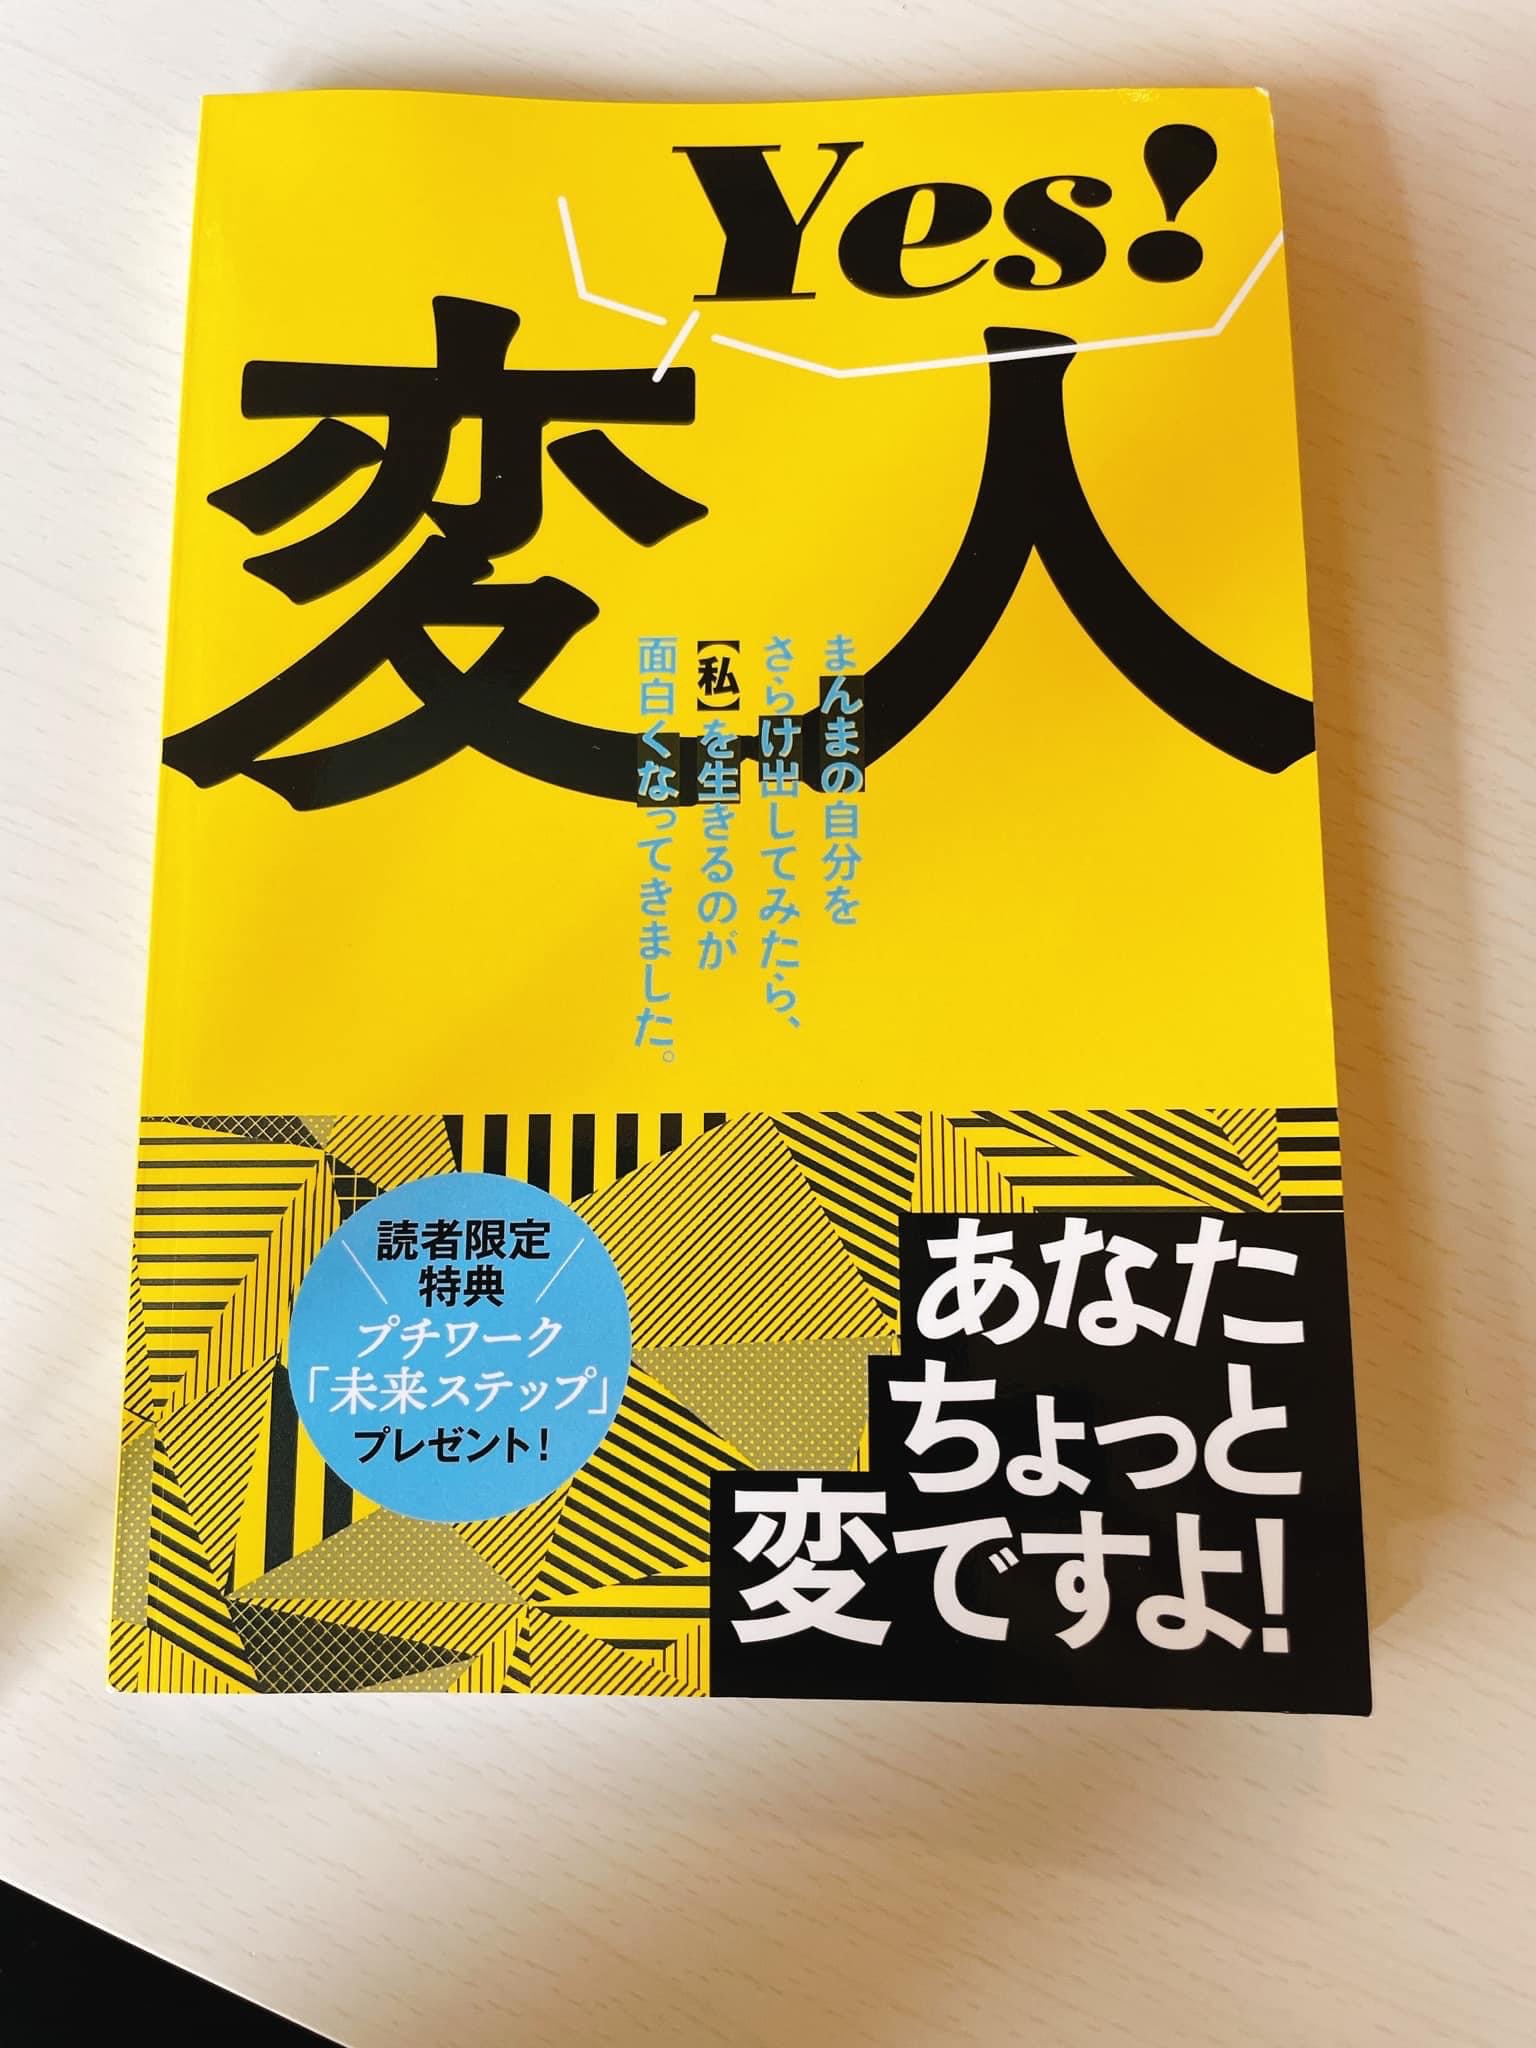 Yes!
変人
まんまの自分を
さらけ出してみたら、
【私】を生きるのが
面白くなってきました。
読者限定
特典
プチワーク
「未来ステップ」
プレゼント!
あなた
ちょっと
変ですよ!